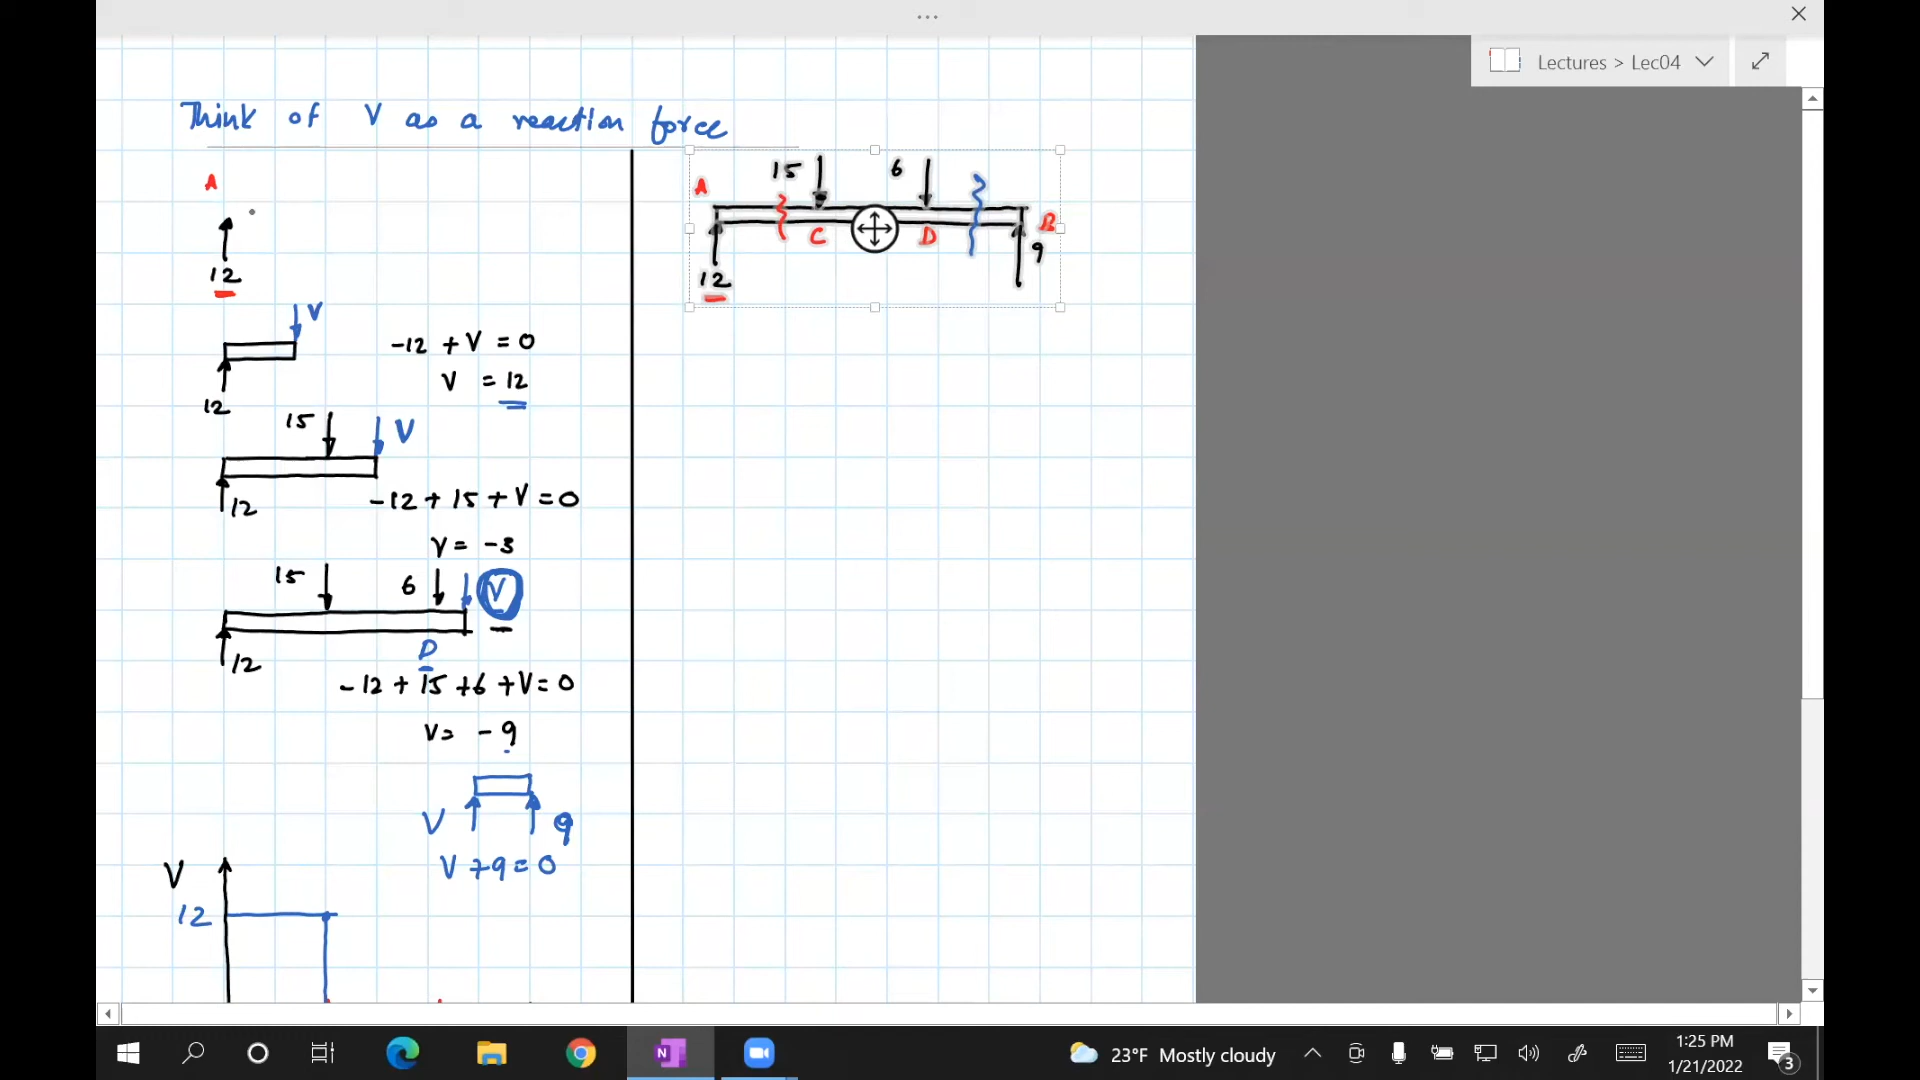 Lectures > Lec04
Think of V as a reaction force
A
12
V
12
-12 + V = 0
V = 12
15
V
12
-12 + 15 + V = 0
V = -3
15
6
V
12
D
-12 + 15 + 6 + V = 0
V = -9
V
9
V + 9 = 0
V
12
15
6
A
C
D
B
12
9
23°F Mostly cloudy
1:25 PM
1/21/2022
3